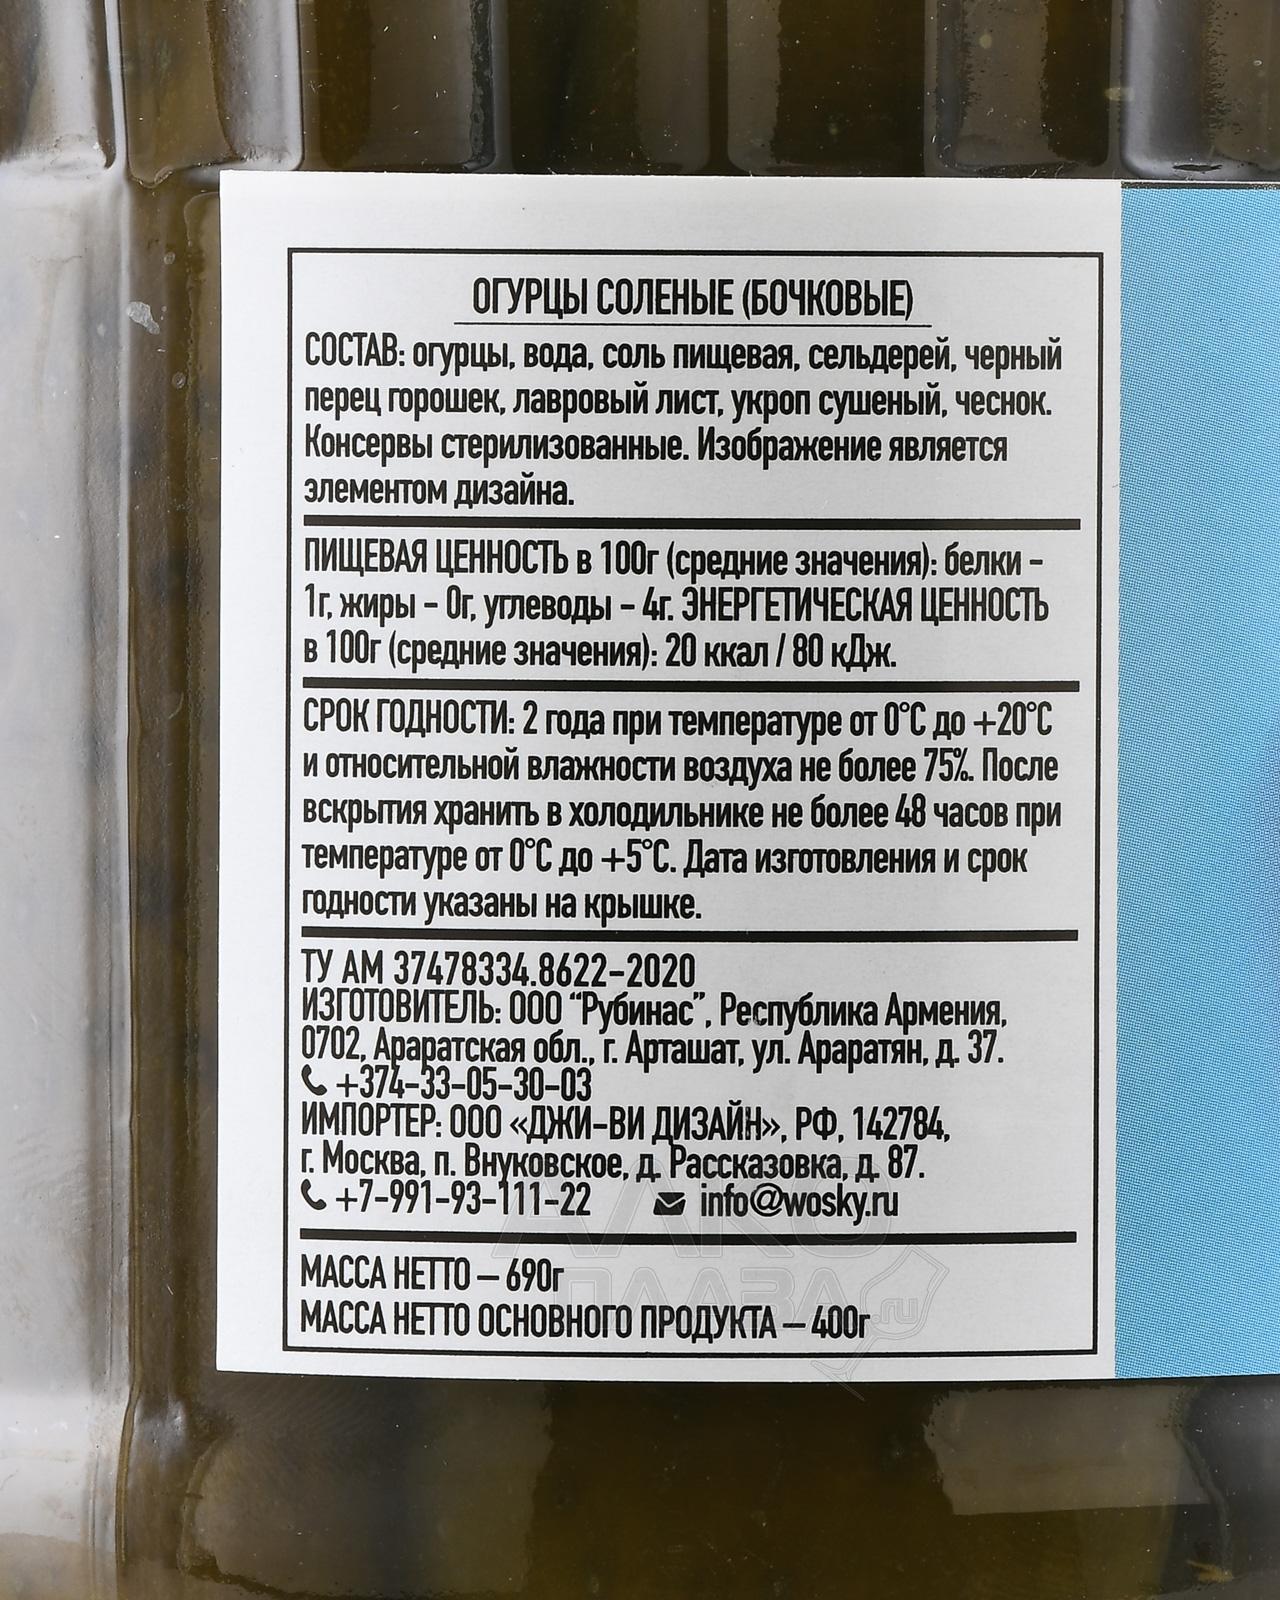 ОГУРЦЫ СОЛЕНЫЕ (БОЧКОВЫЕ)
СОСТАВ: огурцы, вода, соль пищевая, сельдерей, черный
перец горошек, лавровый лист, укроп сушеный, чеснок.
Консервы стерилизованные. Изображение является
элементом дизайна.
ПИЩЕВАЯ ЦЕННОСТЬ в 100г (средние значения): белки –
1г, жиры – 0г, углеводы – 4г. ЭНЕРГЕТИЧЕСКАЯ ЦЕННОСТЬ
в 100г (средние значения): 20 ккал / 80 кДж.
СРОК ГОДНОСТИ: 2 года при температуре от 0°C до +20°C
и относительной влажности воздуха не более 75%. После
вскрытия хранить в холодильнике не более 48 часов при
температуре от 0°C до +5°C. Дата изготовления и срок
годности указаны на крышке.
ТУ АМ 37478334.8622-2020
ИЗГОТОВИТЕЛЬ: ООО “Рубинас”, Республика Армения,
0702, Араратская обл., г. Арташат, ул. Араратян, д. 37.
+374-33-05-30-03
ИМПОРТЕР: ООО «ДЖИ-ВИ ДИЗАЙН», РФ, 142784,
г. Москва, п. Внуковское, д. Рассказовка, д. 87.
+7-991-93-111-22 info@wosky.ru
МАССА НЕТТО – 690г
МАССА НЕТТО ОСНОВНОГО ПРОДУКТА – 400г
АЛКО
ПЛАЗА.ru